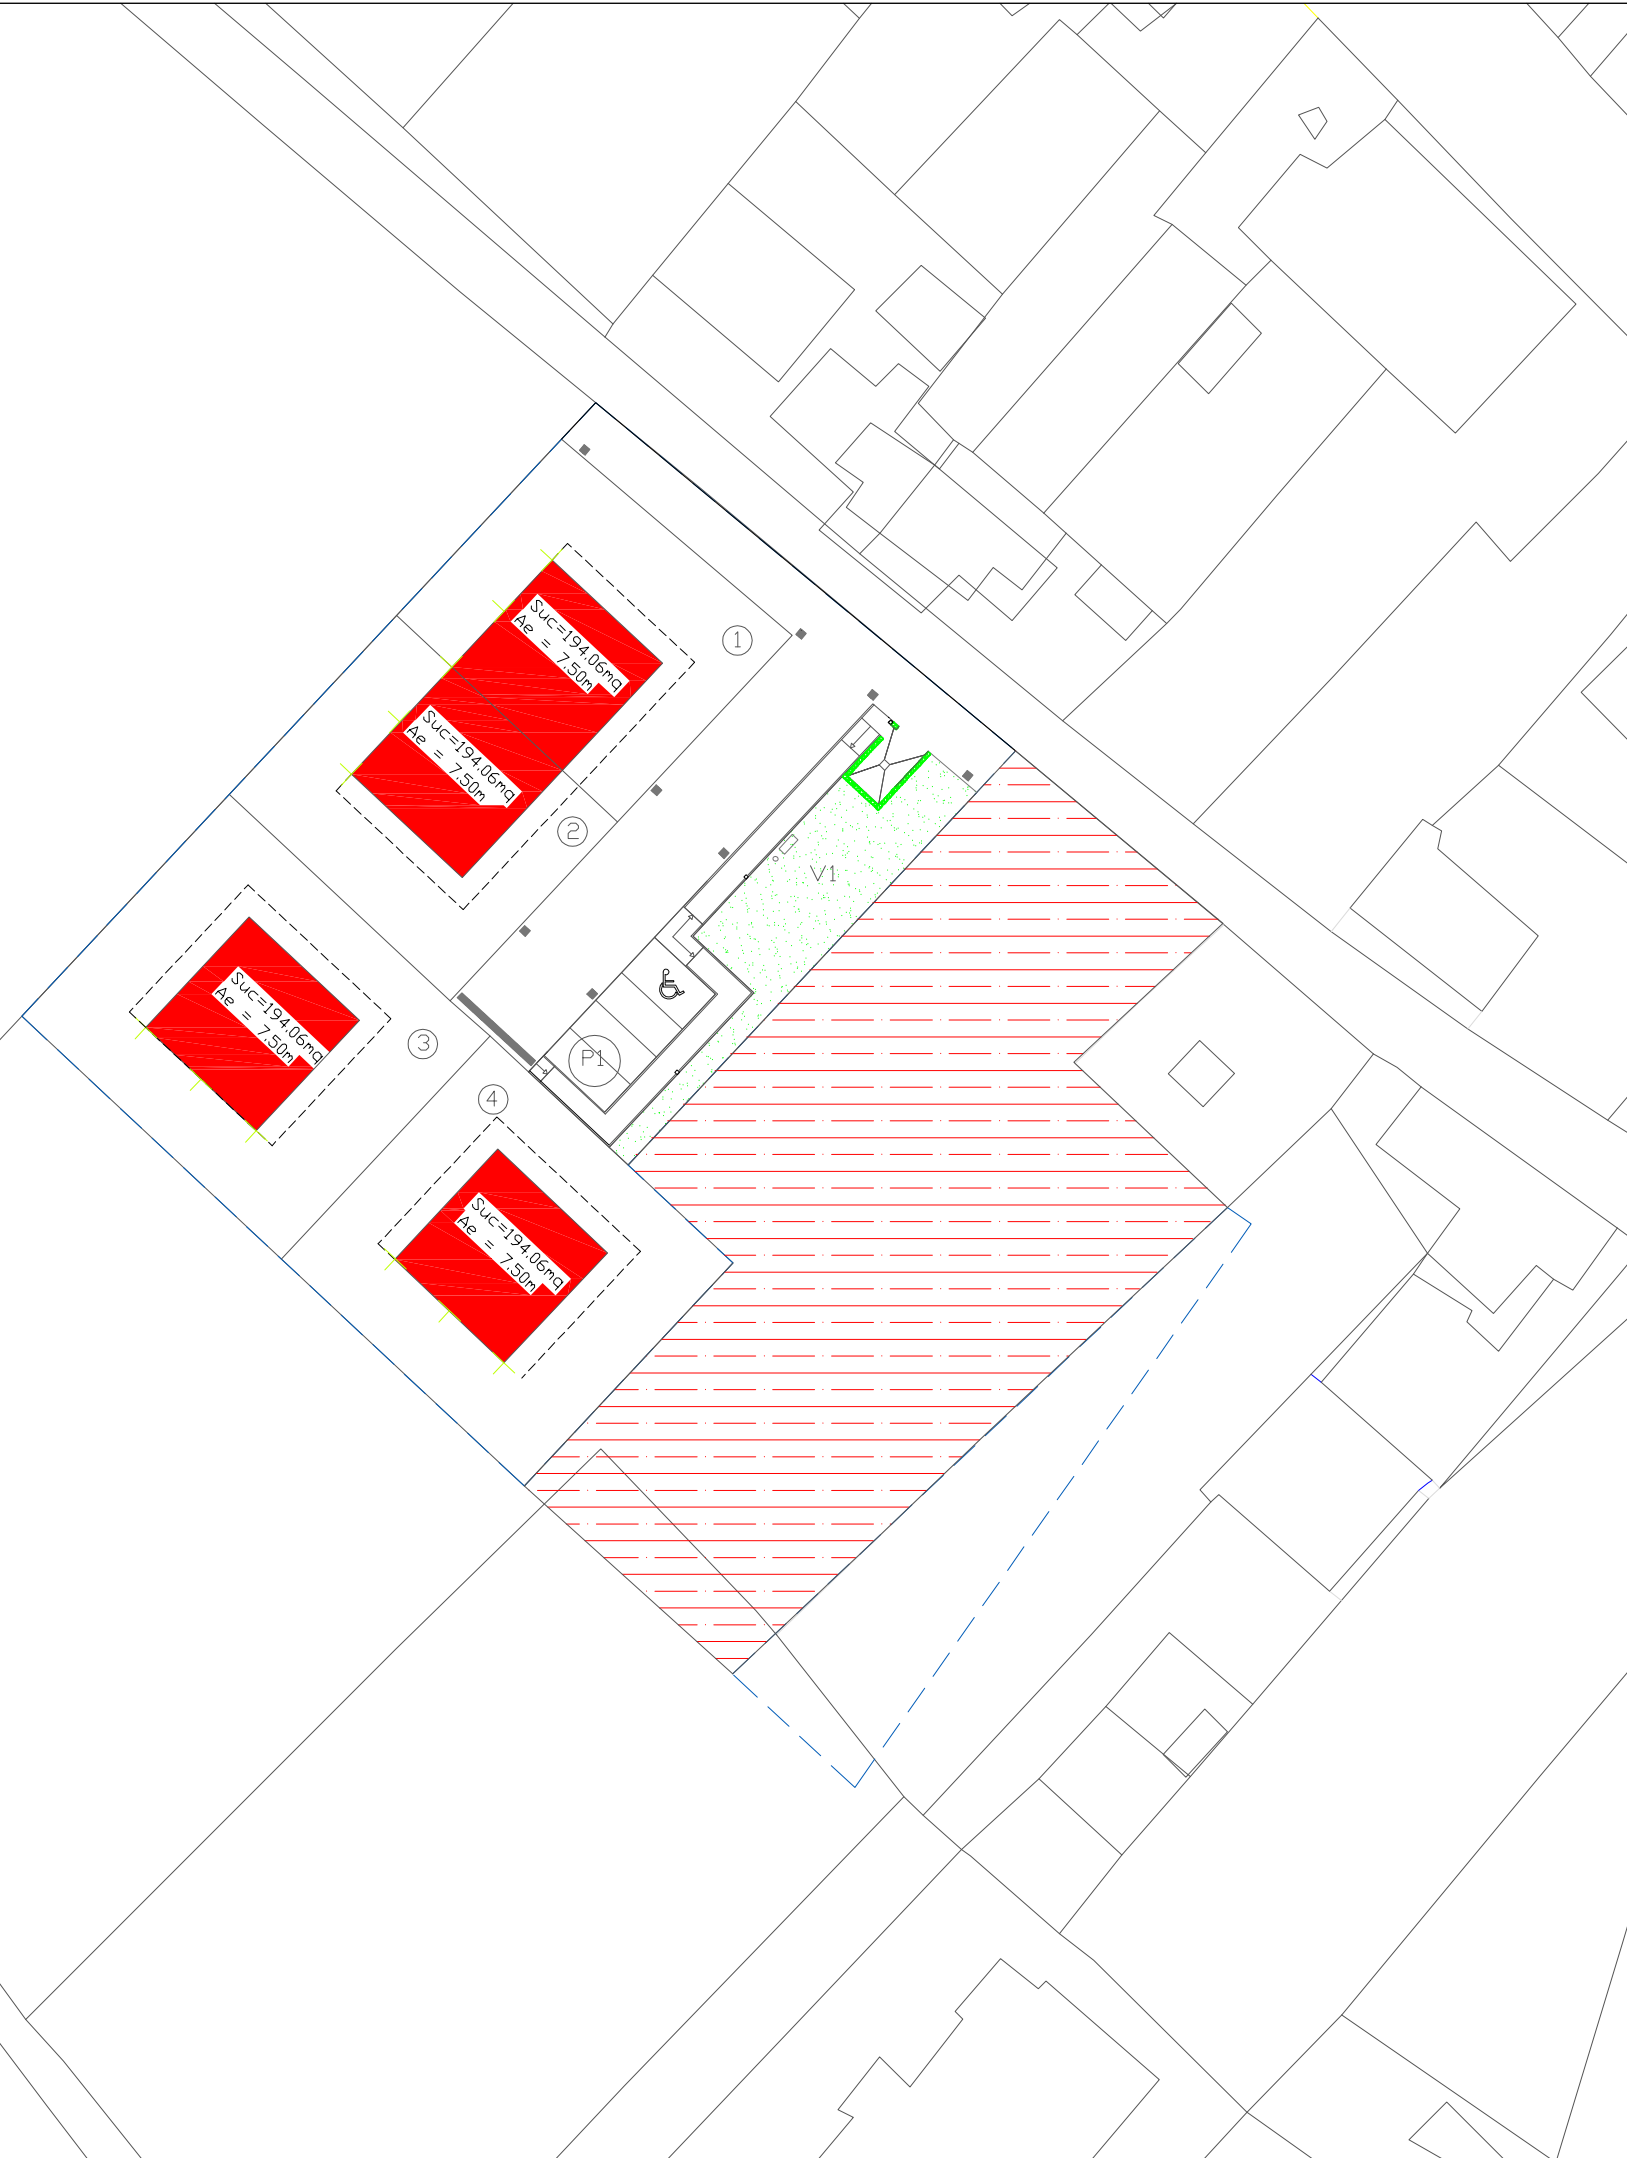 1
Suc=194.06mq
Ae = 7.50m
Suc=194.06mq
Ae = 7.50m
2
V1
Suc=194.06mq
Ae = 7.50m
3
P1
4
Suc=194.06mq
Ae = 7.50m